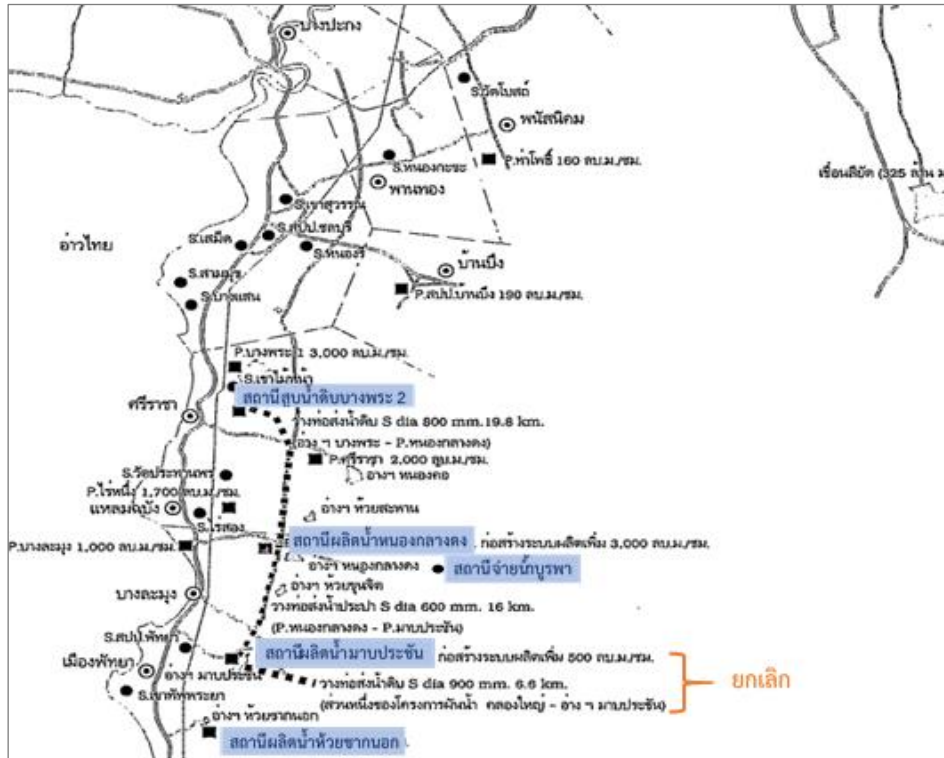 บางปะกง
S.วัดโบสถ์
พนัสนิคม
P.ท่าโพธิ์ 160 ลบ.ม./ชม.
S.หนองกะขะ
พานทอง
เชื่อนสียัด (325 ล้าน ม
S.เขาสุวรรณ
S.สปป.ชลบุรี
อ่าวไทย
S.เสม็ด
S.หนองรี
บ้านบึง
S.สามมุข
S.บางแสน
P.สปป.บ้านบึง 190 ลบ.ม./ชม.
P.บางพระ 1 3,000 ลบ.ม./ชม.
สถานีสูบน้ำดิบบางพระ 2
ศรีราชา
วางท่อส่งน้ำดิบ S dia 800 mm.19.8 km.
(อ่าง ฯ บางพระ - P.หนองกลางดง)
P.ศรีราชา 2,000 ลบ.ม./ชม.
อ่างฯ หนองค้อ
S.วัดประทานพร
P.ไร่หนึ่ง 1,700 ลบ.ม./ชม.
แหลมฉบัง
อ่างฯ ห้วยสะพาน
S.ไร่สอง
สถานีผลิตน้ำหนองกลางดง
ก่อสร้างระบบผลิตเพิ่ม 3,000 ลบ.ม./ชม.
P.บางละมุง 1,000 ลบ.ม./ชม.
อ่างฯ หนองกลางดง
สถานีจ่ายน้ำบูรพา
อ่างฯ ห้วยขุนจิต
บางละมุง
วางท่อส่งน้ำประปา S dia 600 mm. 16 km.
(P.หนองกลางดง - P.มาบประชัน)
S.สปป.พัทยา
สถานีผลิตน้ำมาบประชัน
ก่อสร้างระบบผลิตเพิ่ม 500 ลบ.ม./ชม.
เมืองพัทยา
อ่างฯ มาบประชัน
วางท่อส่งน้ำดิบ S dia 900 mm. 6.6 km.
ยกเลิก
S.เขาทัพพระยา
(ส่วนหนึ่งของโครงการผันน้ำ คลองใหญ่ - อ่าง ฯ มาบประชัน)
อ่างฯ ห้วยซากนอก
สถานีผลิตน้ำห้วยซากนอก